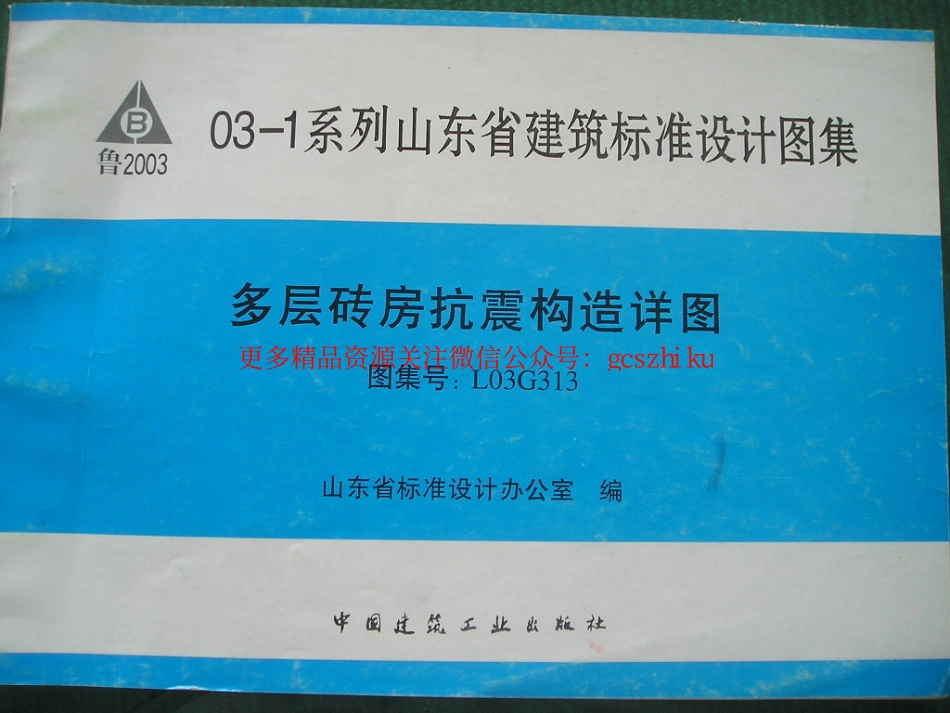 B
鲁2003
03-1系列山东省建筑标准设计图集
多层砖房抗震构造详图
更多精品资源关注微信公众号：gcszhiku
图集号：L03G313
山东省标准设计办公室 编
中国建筑工业出版社